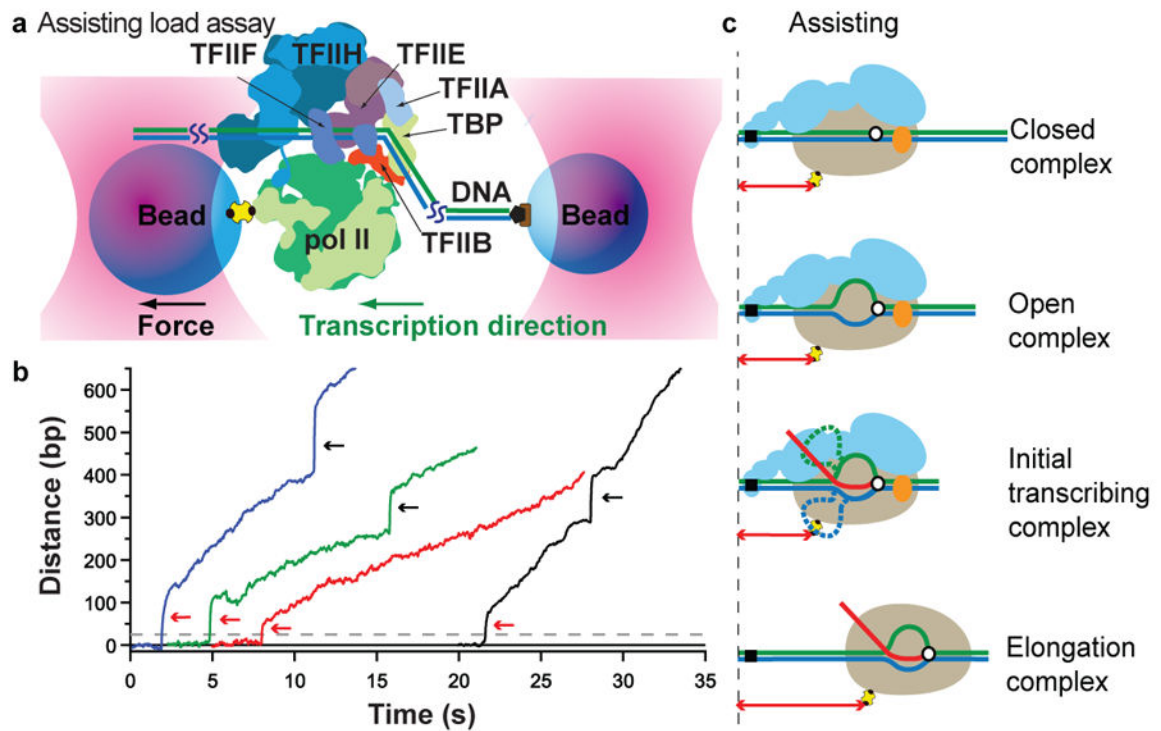 a Assisting load assay
TFIIF
TFIIH
TFIIE
TFIIA
TBP
DNA
Bead
pol II
TFIIB
Bead
Force
Transcription direction
b
Distance (bp)
600
500
400
300
200
100
0
0 5 10 15 20 25 30 35
Time (s)
c Assisting
Closed
complex
Open
complex
Initial
transcribing
complex
Elongation
complex